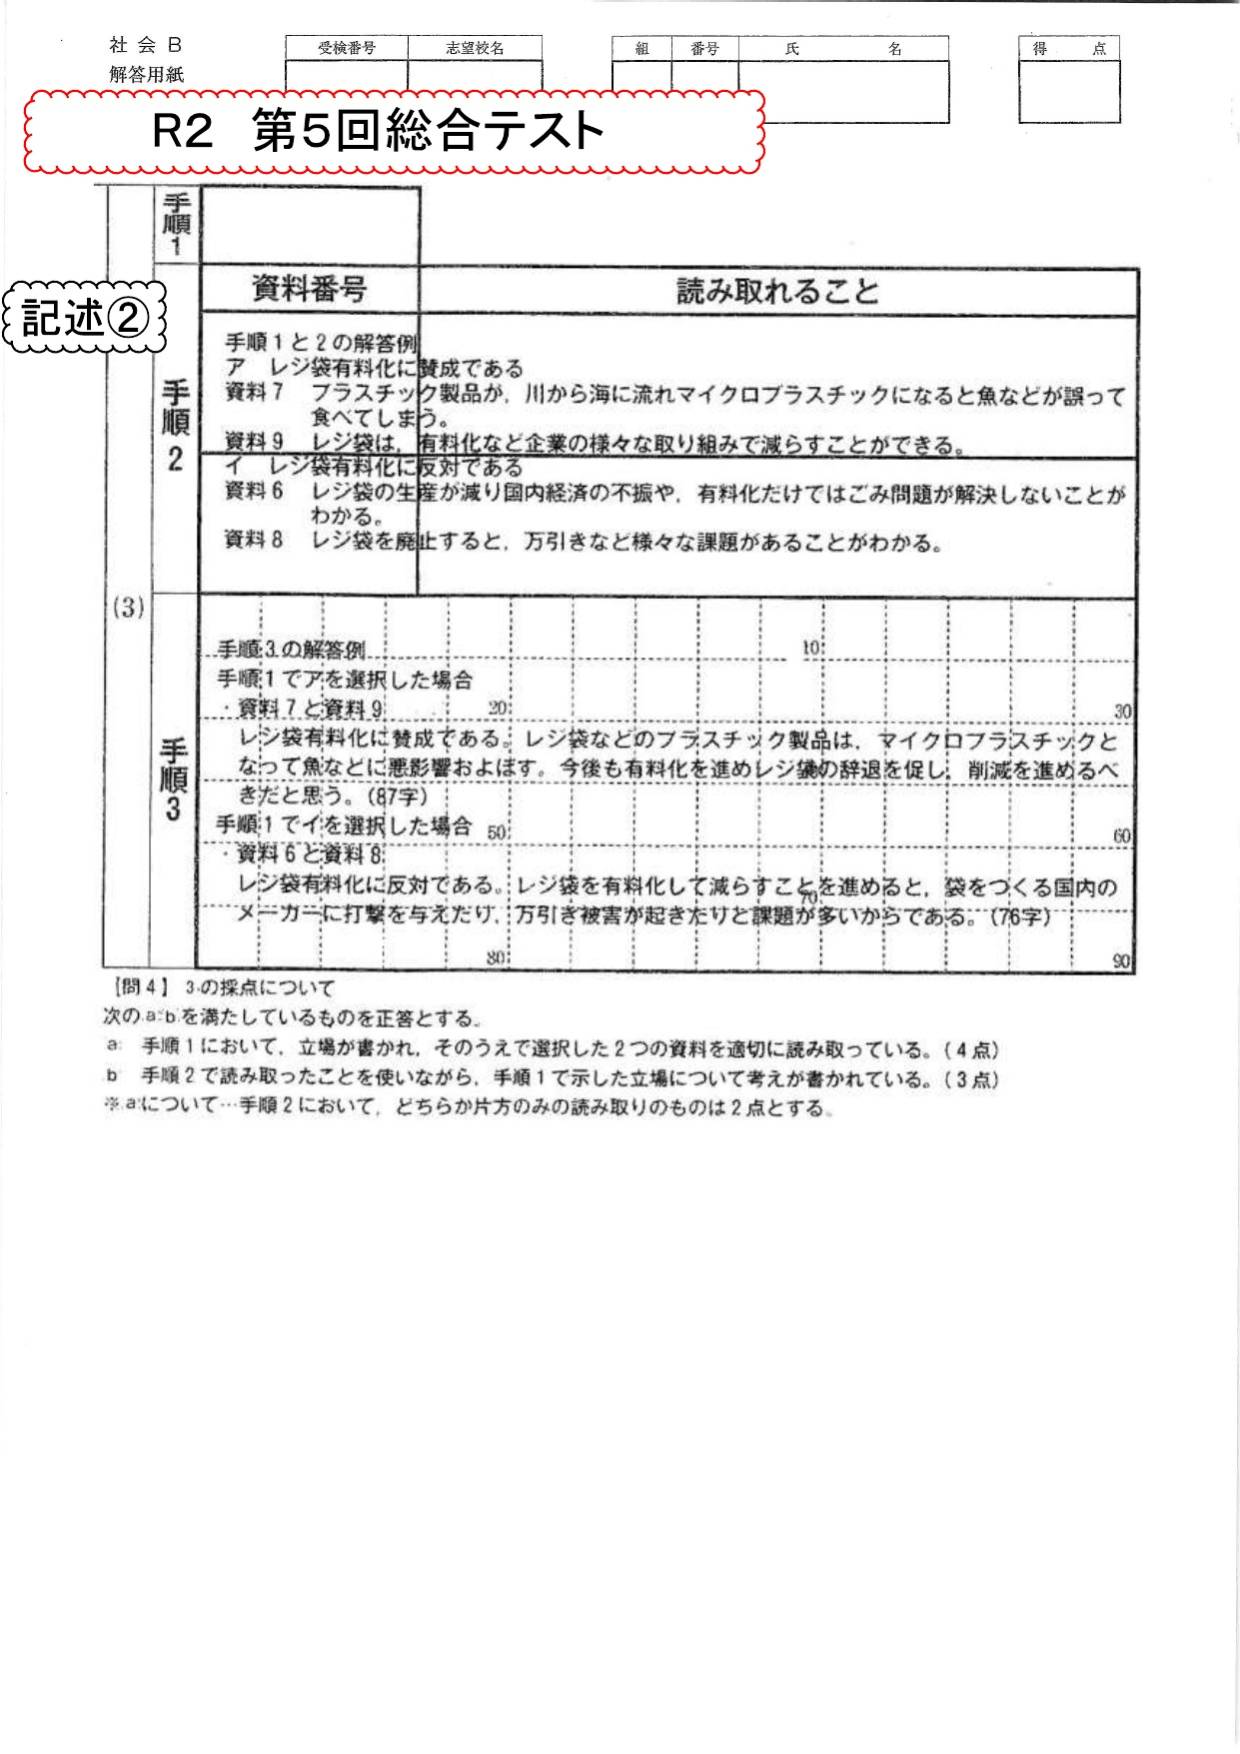 社会B
解答用紙
受検番号 志望校名
組 番号 氏 名
得 点
R2 第5回総合テスト
手順1
記述②
資料番号 読み取れること
手順2
手順1と2の解答例
ア レジ袋有料化に賛成である
資料7 プラスチック製品が，川から海に流れマイクロプラスチックになると魚などが誤って
食べてしまう。
資料9 レジ袋は，有料化など企業の様々な取り組みで減らすことができる。
イ レジ袋有料化に反対である
資料6 レジ袋の生産が減り国内経済の不振や，有料化だけではごみ問題が解決しないことが
わかる。
資料8 レジ袋を廃止すると，万引きなど様々な課題があることがわかる。
(3)
手順3
手順3の解答例 10
手順1でアを選択した場合
・資料7と資料9 20 30
レジ袋有料化に賛成である。レジ袋などのプラスチック製品は，マイクロプラスチックと
なって魚などに悪影響およぼす。今後も有料化を進めレジ袋の辞退を促し，削減を進めるべ
きだと思う。(87字)
手順1でイを選択した場合 50 60
・資料6と資料8
レジ袋有料化に反対である。レジ袋を有料化して減らすことを進めると，袋をつくる国内の
70
メーカーに打撃を与えたり，万引き被害が起きたりと課題が多いからである。(76字)
80 90
【問4】 3の採点について
次のa・bを満たしているものを正答とする。
a 手順1において，立場が書かれ，そのうえで選択した2つの資料を適切に読み取っている。(4点)
b 手順2で読み取ったことを使いながら，手順1で示した立場について考えが書かれている。(3点)
※aについて…手順2において，どちらか片方のみの読み取りのものは2点とする。